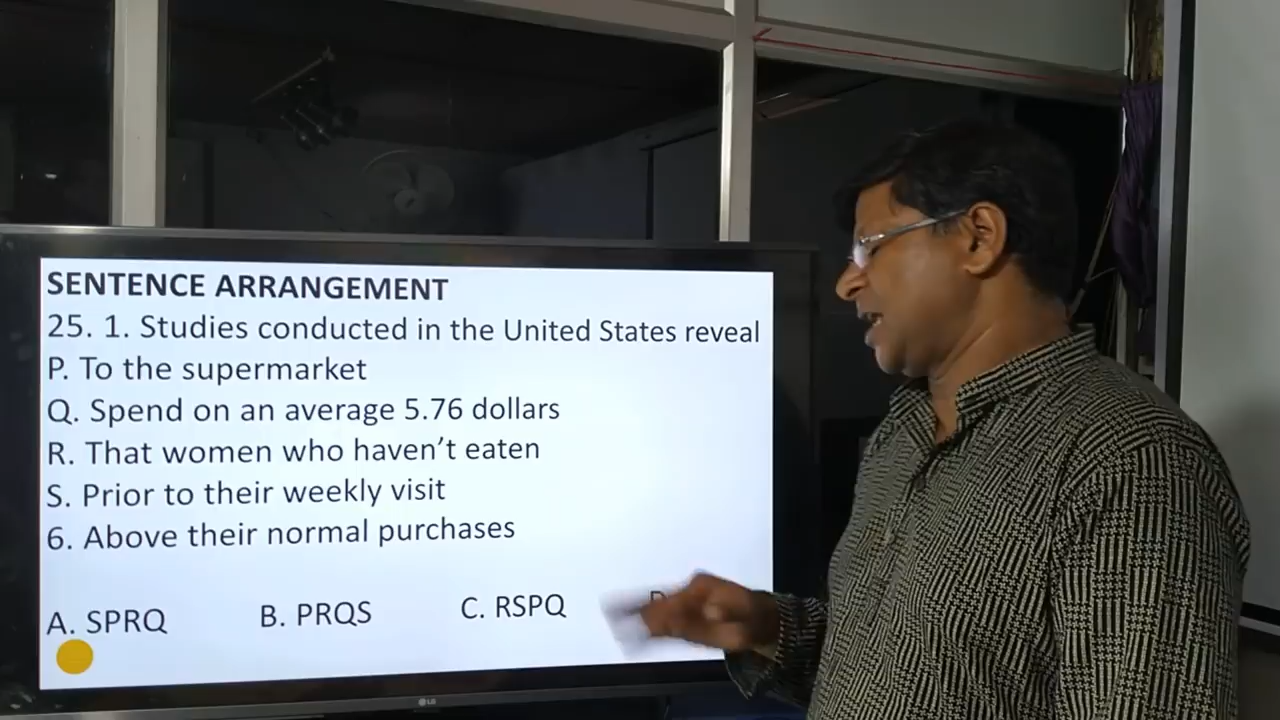 SENTENCE ARRANGEMENT
25. 1. Studies conducted in the United States reveal
P. To the supermarket
Q. Spend on an average 5.76 dollars
R. That women who haven't eaten
S. Prior to their weekly visit
6. Above their normal purchases
A. SPRQ B. PRQS C. RSPQ
LG